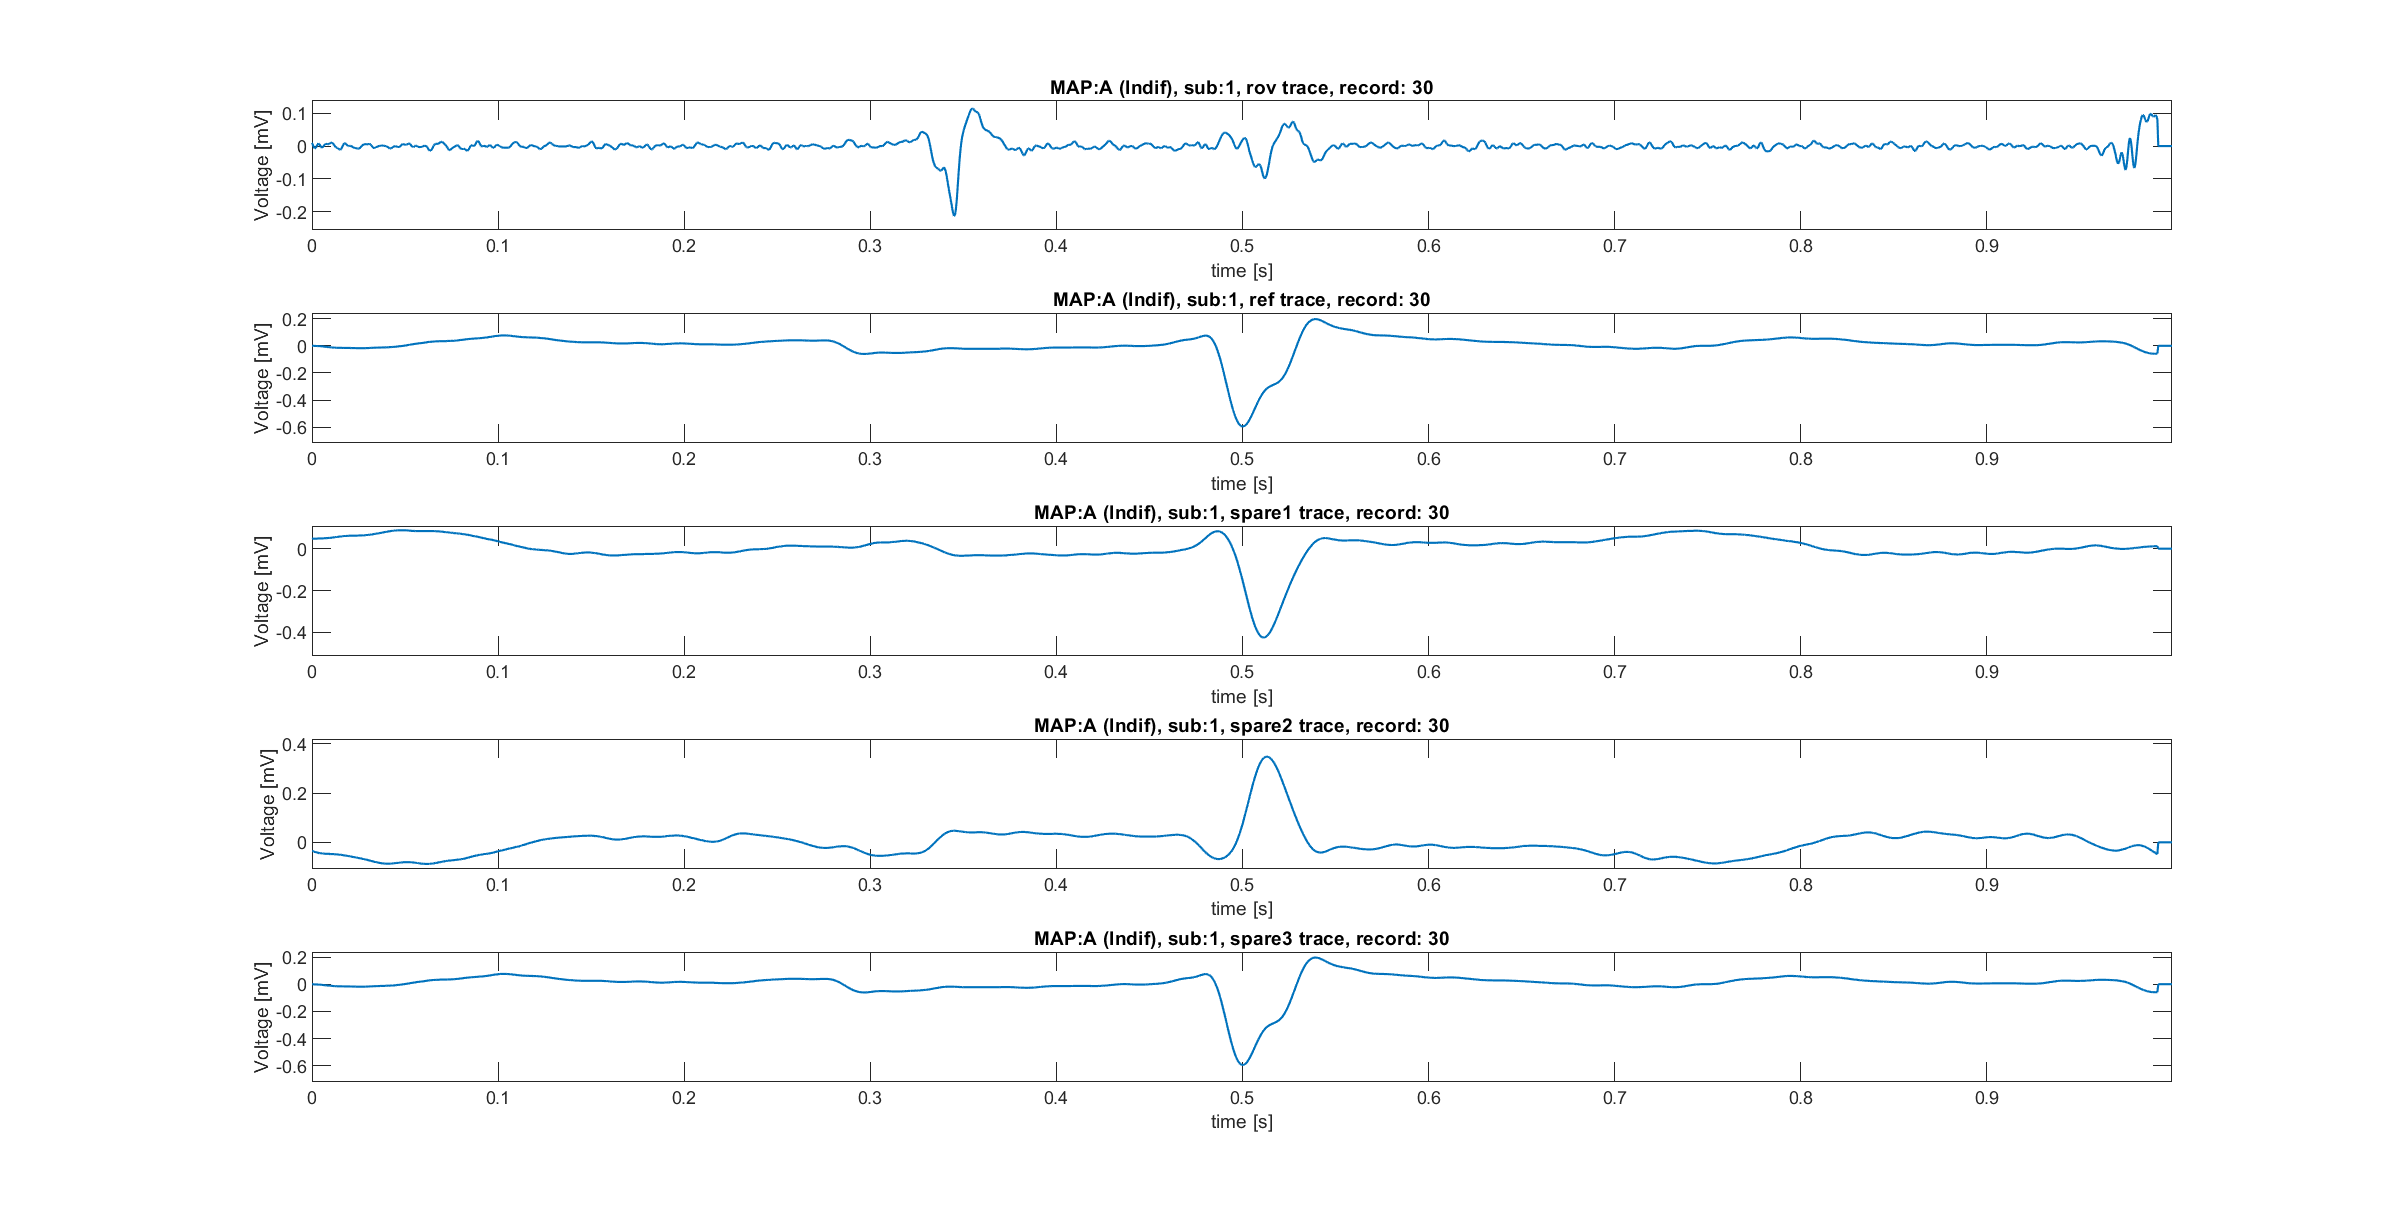 MAP:A (Indif), sub:1, rov trace, record: 30
Voltage [mV]
0.1
0
-0.1
-0.2
0 0.1 0.2 0.3 0.4 0.5 0.6 0.7 0.8 0.9
time [s]
MAP:A (Indif), sub:1, ref trace, record: 30
Voltage [mV]
0.2
0
-0.2
-0.4
-0.6
0 0.1 0.2 0.3 0.4 0.5 0.6 0.7 0.8 0.9
time [s]
MAP:A (Indif), sub:1, spare1 trace, record: 30
Voltage [mV]
0
-0.2
-0.4
0 0.1 0.2 0.3 0.4 0.5 0.6 0.7 0.8 0.9
time [s]
MAP:A (Indif), sub:1, spare2 trace, record: 30
Voltage [mV]
0.4
0.2
0
0 0.1 0.2 0.3 0.4 0.5 0.6 0.7 0.8 0.9
time [s]
MAP:A (Indif), sub:1, spare3 trace, record: 30
Voltage [mV]
0.2
0
-0.2
-0.4
-0.6
0 0.1 0.2 0.3 0.4 0.5 0.6 0.7 0.8 0.9
time [s]